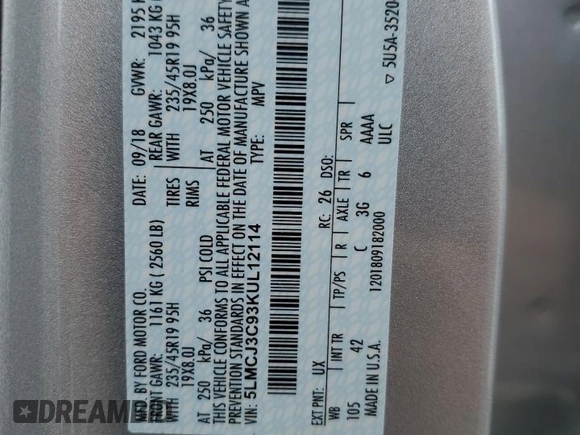 MFD. BY FORD MOTOR CO.
DATE: 09/18 GVWR: 2195 K
FRONT GAWR: 1161 KG ( 2560 LB) REAR GAWR: 1043 KG
WITH 235/45R19 95H TIRES WITH 235/45R19 95H
19X8.0J RIMS 19X8.0J
AT 250 kPa/ 36 PSI COLD AT 250 kPa/ 36
THIS VEHICLE CONFORMS TO ALL APPLICABLE FEDERAL MOTOR VEHICLE SAFETY
PREVENTION STANDARDS IN EFFECT ON THE DATE OF MANUFACTURE SHOWN A
VIN: 5LMCJ3C93KUL12114 TYPE: MPV
EXT PNT: UX RC: 26 DSO:
WB INT TR TP/PS R AXLE TR SPR
105 42 C 3G 6 AAAA
MADE IN U.S.A. 1201809182000 ULC
▽ 5U5A-3520
DREAMB